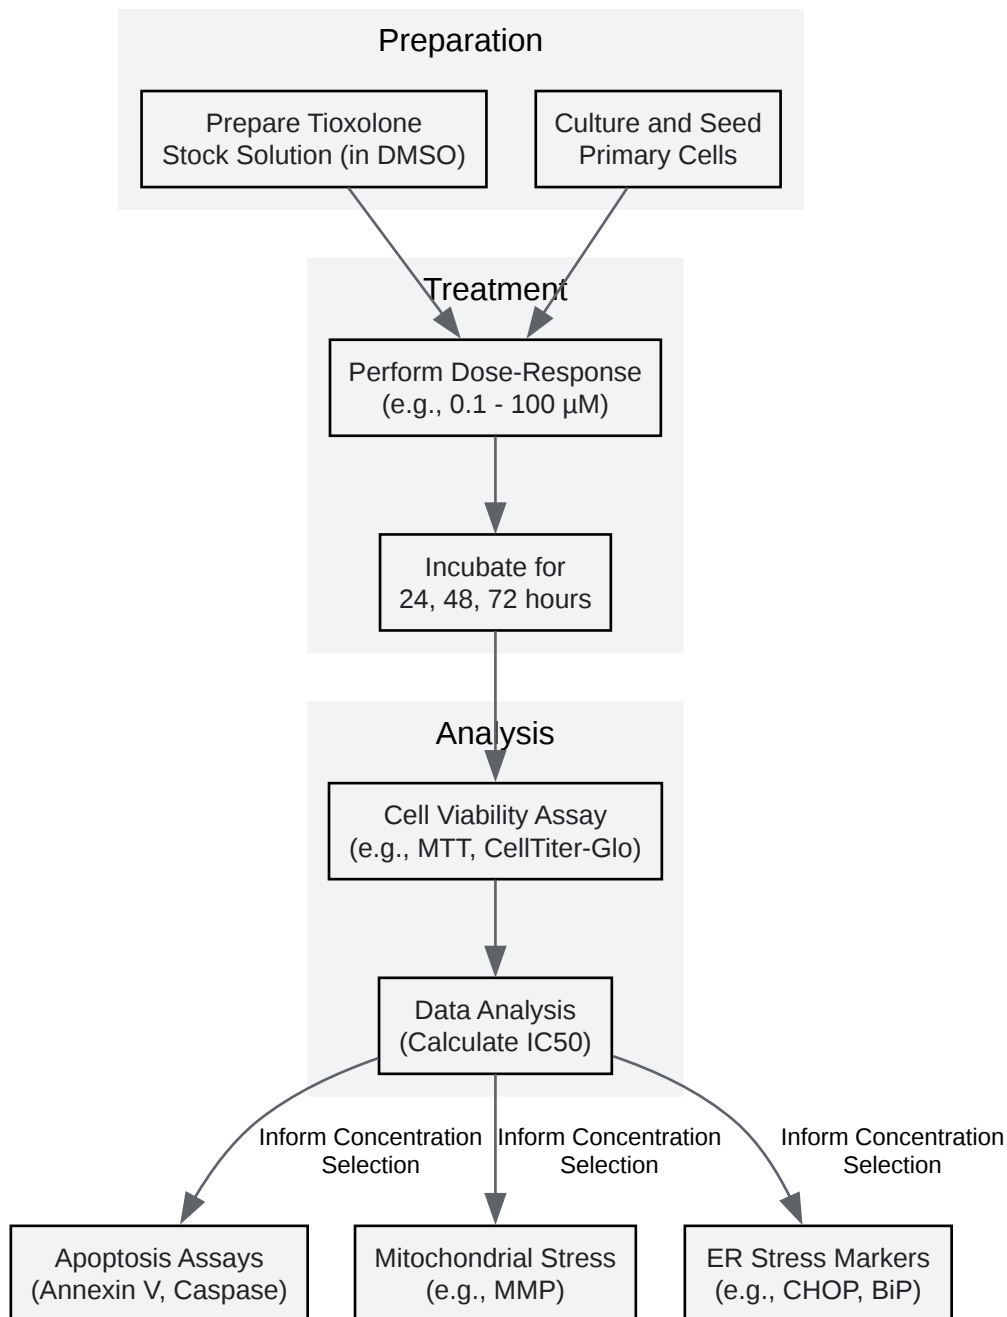 Preparation
Prepare Tioxolone
Stock Solution (in DMSO)
Culture and Seed
Primary Cells
Treatment
Perform Dose-Response
(e.g., 0.1 - 100 µM)
Incubate for
24, 48, 72 hours
Analysis
Cell Viability Assay
(e.g., MTT, CellTiter-Glo)
Data Analysis
(Calculate IC50)
Inform Concentration
Selection
Inform Concentration
Selection
Inform Concentration
Selection
Apoptosis Assays
(Annexin V, Caspase)
Mitochondrial Stress
(e.g., MMP)
ER Stress Markers
(e.g., CHOP, BiP)